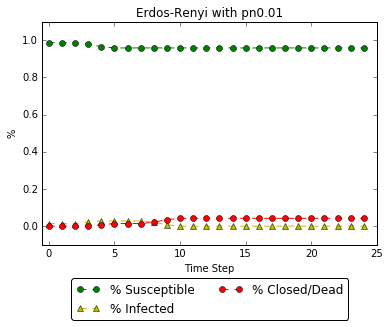 Erdos-Renyi with pn0.01
1.0
0.8
0.6
0.4
0.2
0.0
%
0 5 10 15 20 25
Time Step
% Susceptible % Closed/Dead
% Infected